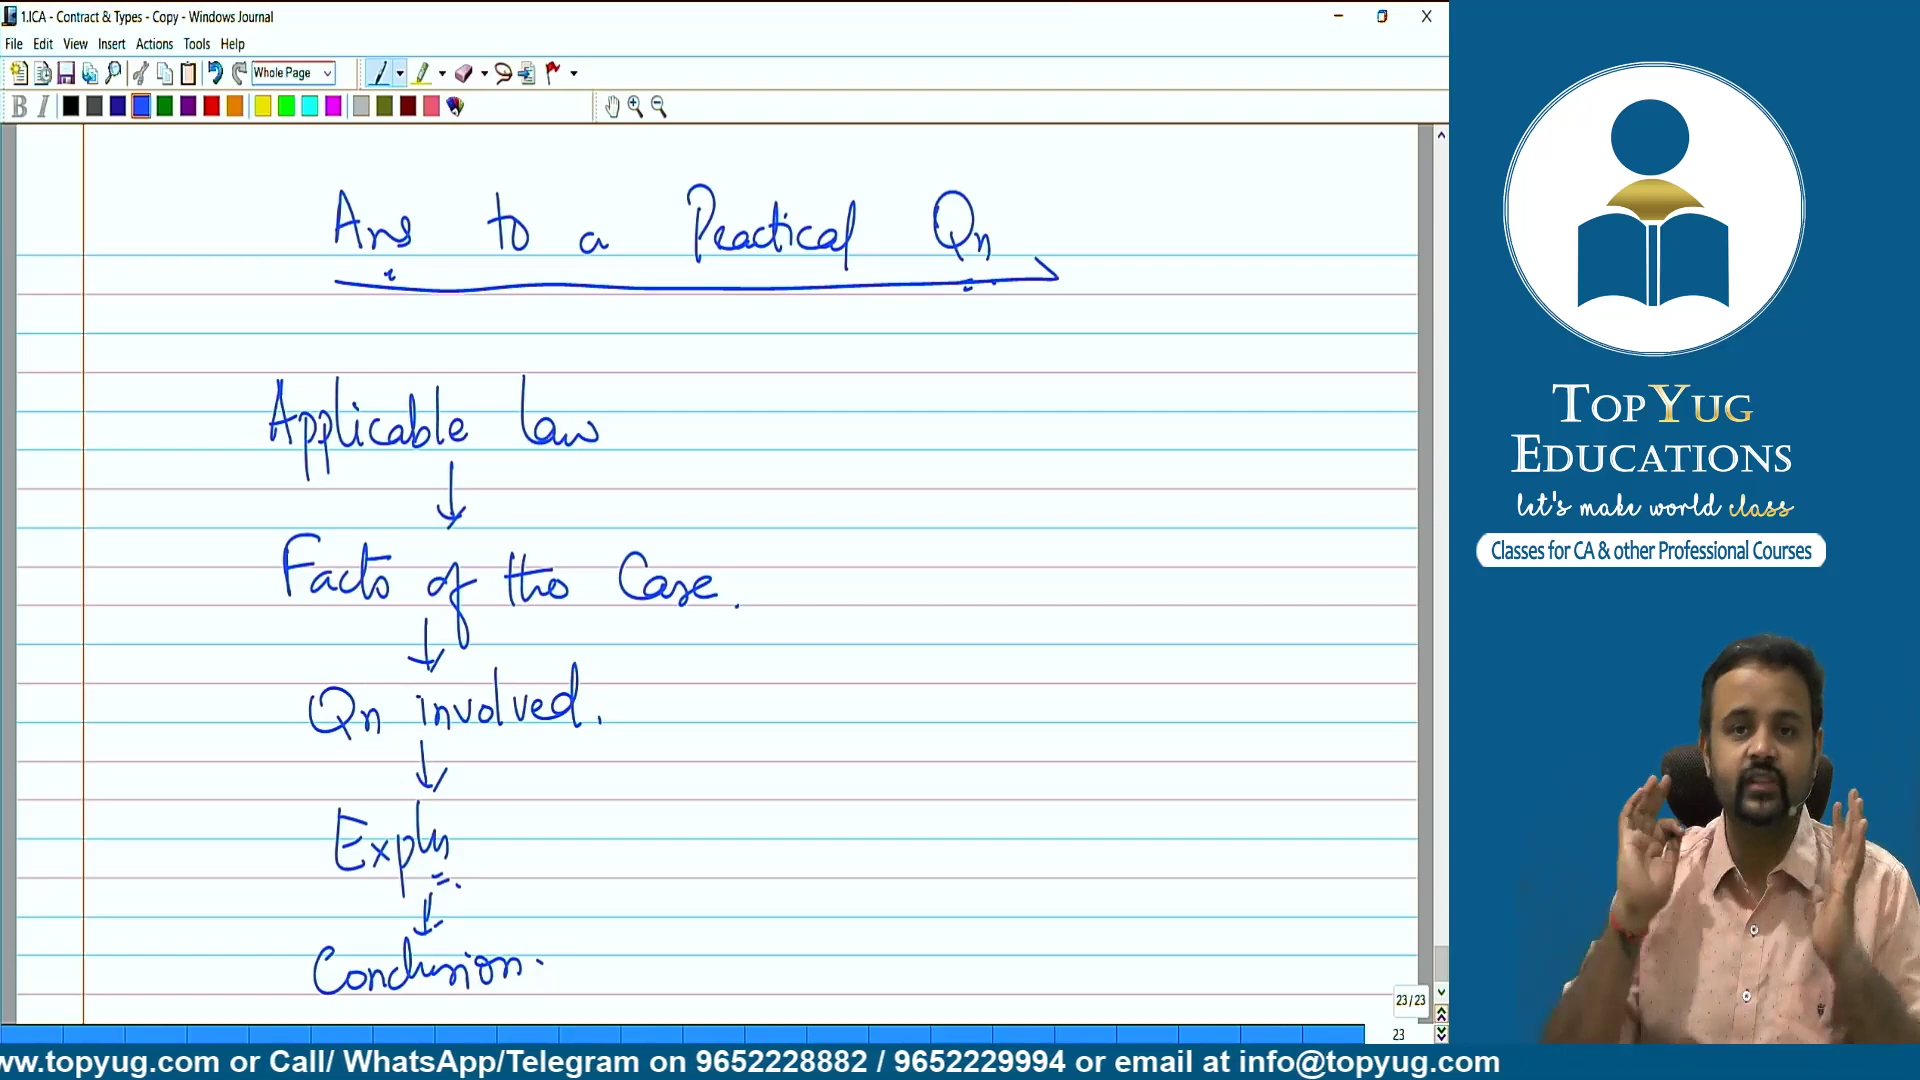 1.ICA - Contract & Types - Copy - Windows Journal
File Edit View Insert Actions Tools Help
Whole Page
B I
Ans to a Practical Qn
Applicable law
↓
Facts of the Case.
↓
Qn involved.
↓
Expln
↓
Conclusion.
23/23
23
TOPYUG
EDUCATIONS
let's make world class
Classes for CA & other Professional Courses
ww.topyug.com or Call/ WhatsApp/Telegram on 9652228882 / 9652229994 or email at info@topyug.com